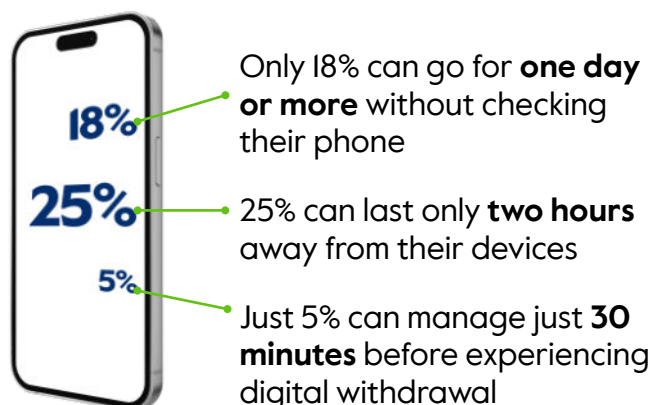 18%
Only 18% can go for one day
or more without checking
their phone
25%
25% can last only two hours
away from their devices
5%
Just 5% can manage just 30
minutes before experiencing
digital withdrawal